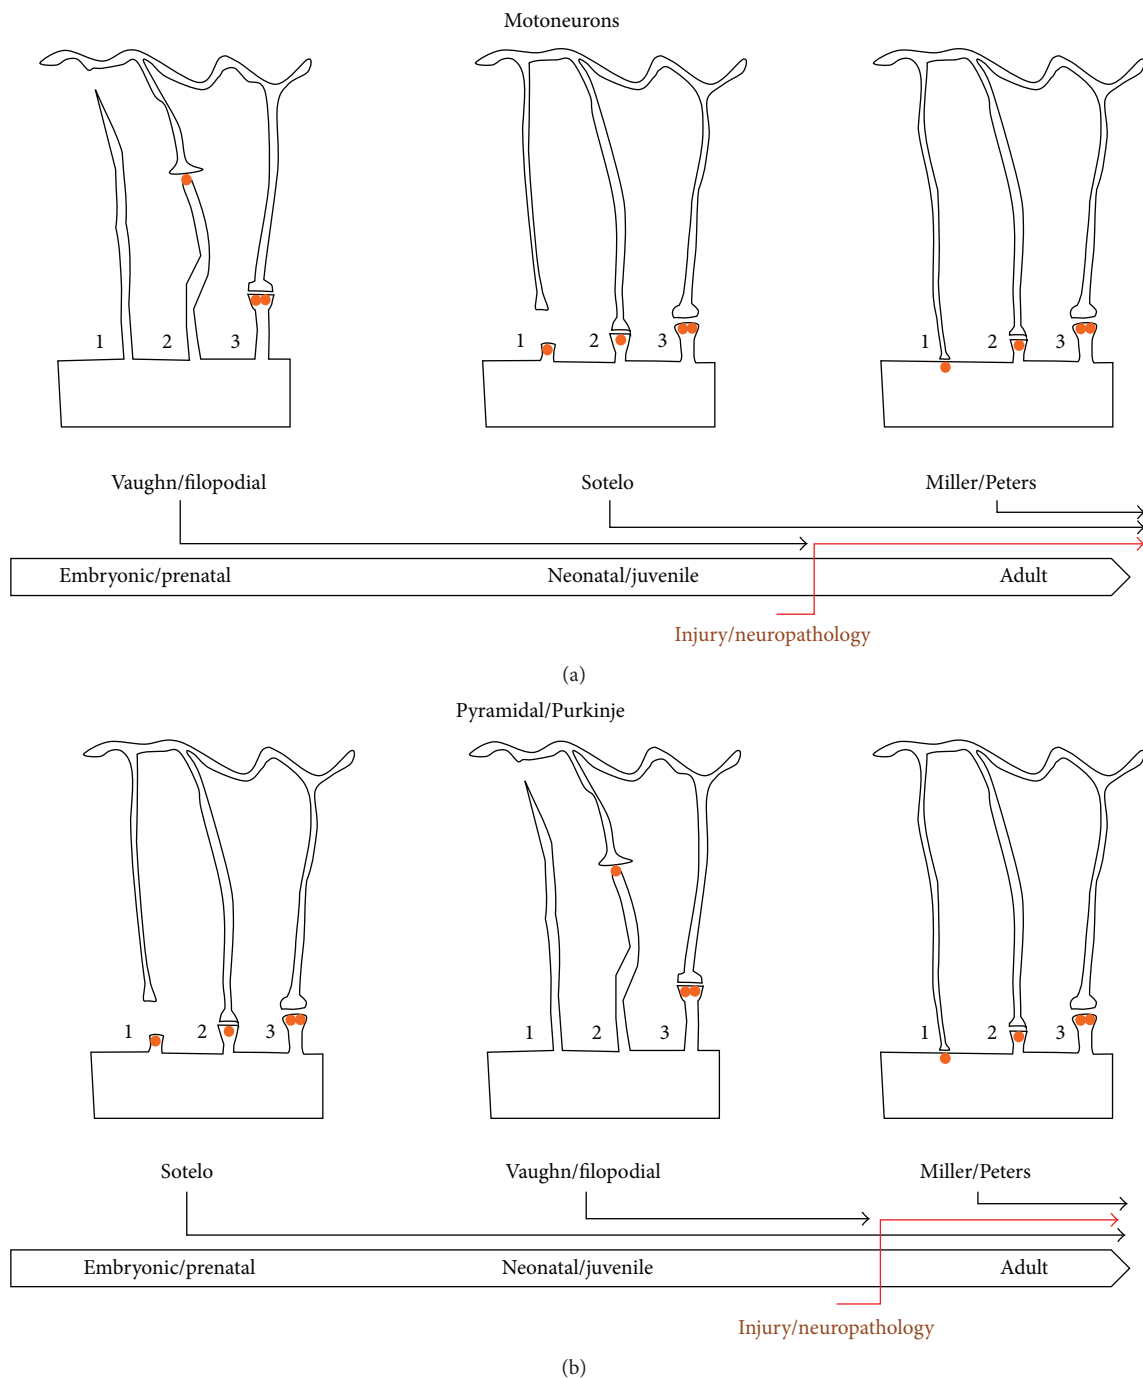 Motoneurons
1 2 3
1 2 3
1 2 3
Vaughn/filopodial
Sotelo
Miller/Peters
Embryonic/prenatal
Neonatal/juvenile
Adult
Injury/neuropathology
(a)
Pyramidal/Purkinje
1 2 3
1 2 3
1 2 3
Sotelo
Vaughn/filopodial
Miller/Peters
Embryonic/prenatal
Neonatal/juvenile
Adult
Injury/neuropathology
(b)